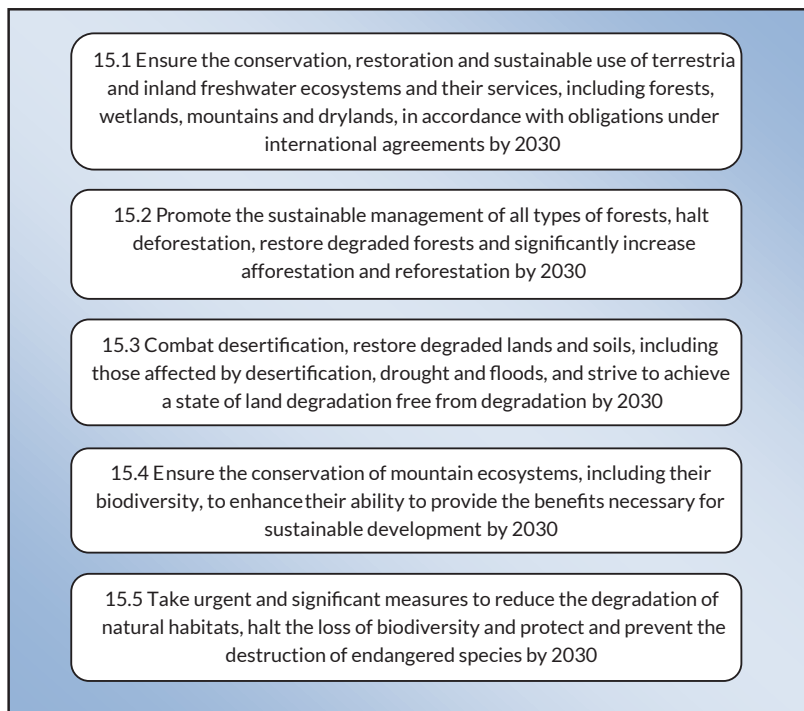 15.1 Ensure the conservation, restoration and sustainable use of terrestria
and inland freshwater ecosystems and their services, including forests,
wetlands, mountains and drylands, in accordance with obligations under
international agreements by 2030
15.2 Promote the sustainable management of all types of forests, halt
deforestation, restore degraded forests and significantly increase
afforestation and reforestation by 2030
15.3 Combat desertification, restore degraded lands and soils, including
those affected by desertification, drought and floods, and strive to achieve
a state of land degradation free from degradation by 2030
15.4 Ensure the conservation of mountain ecosystems, including their
biodiversity, to enhance their ability to provide the benefits necessary for
sustainable development by 2030
15.5 Take urgent and significant measures to reduce the degradation of
natural habitats, halt the loss of biodiversity and protect and prevent the
destruction of endangered species by 2030